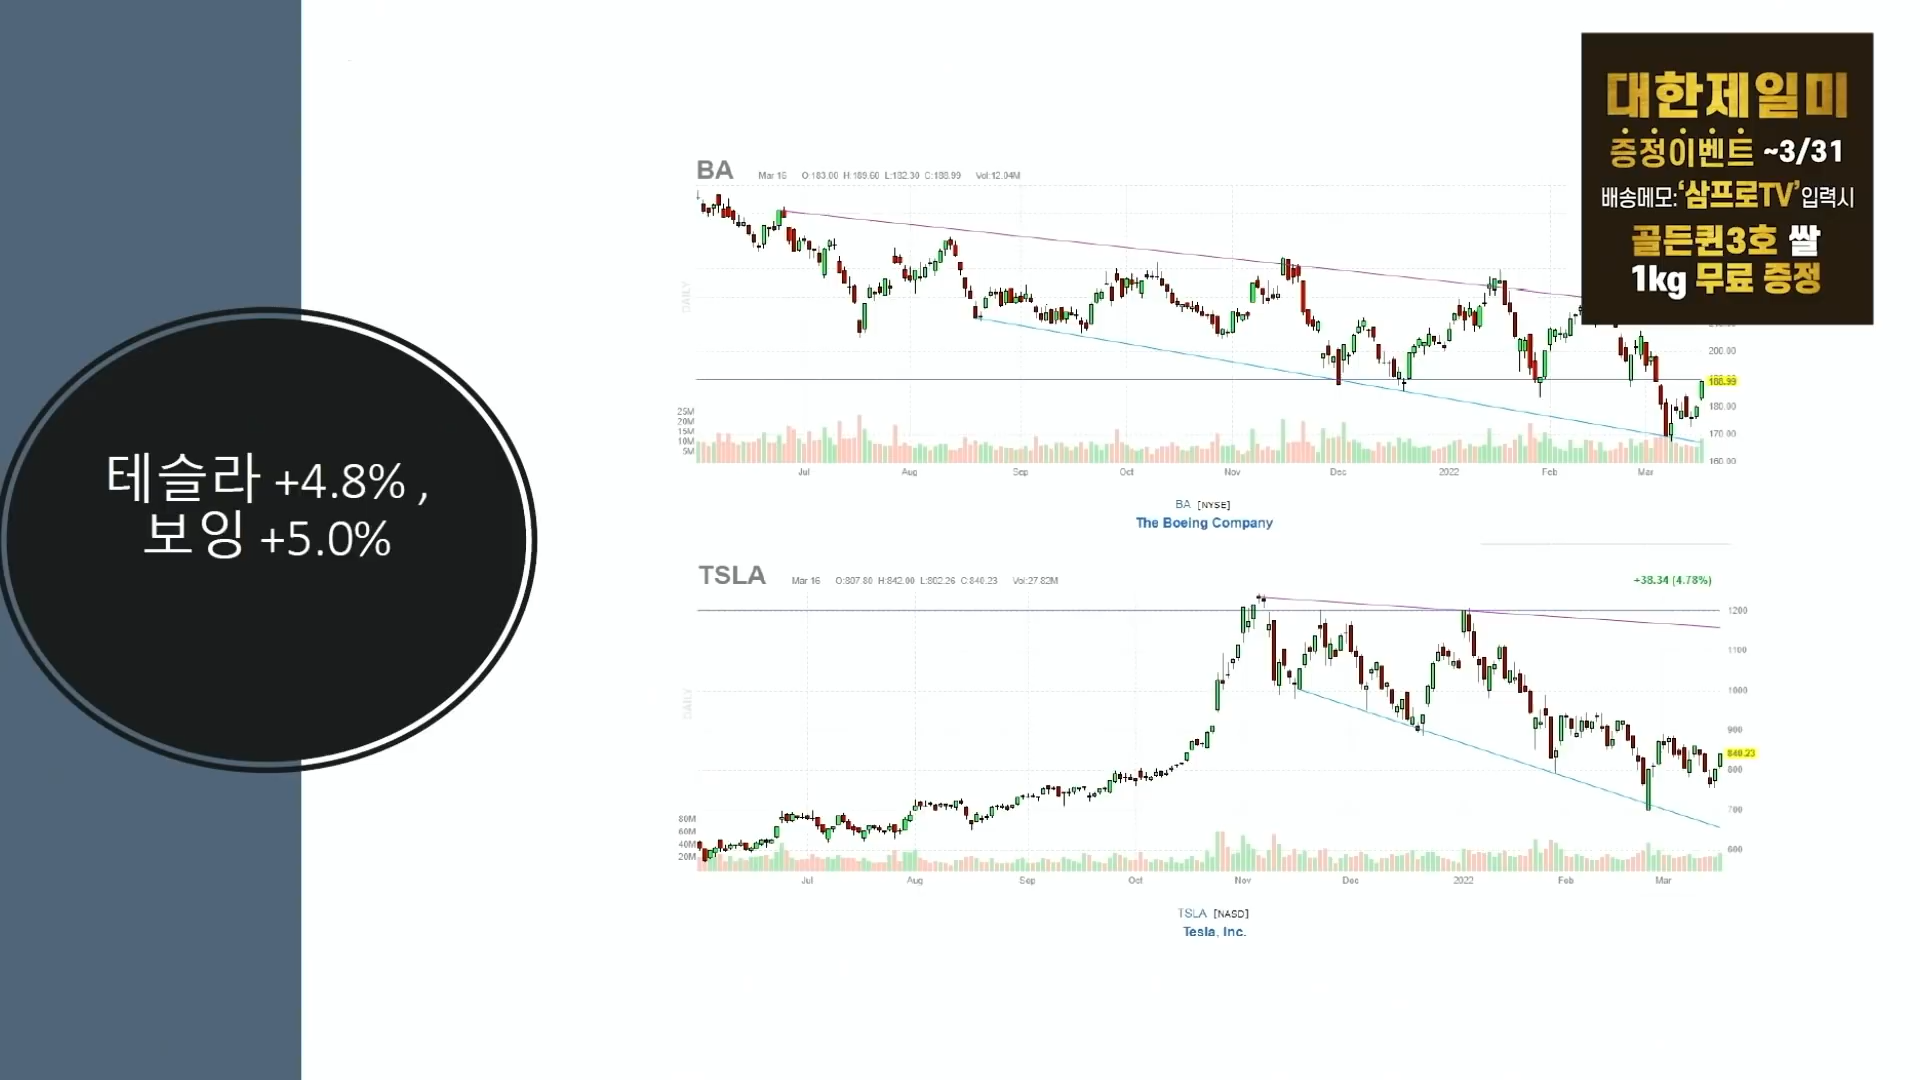 테슬라 +4.8% ,
보잉 +5.0%
대한제일미
증정이벤트 ~3/31
배송메모:'삼프로TV'입력시
골든퀸3호 쌀
1kg 무료 증정
BA Mar 16 O:183.00 H:189.60 L:182.30 C:188.99 Vol:12.04M
DAILY
200.00
188.99
180.00
170.00
160.00
25M
20M
15M
10M
5M
Jul Aug Sep Oct Nov Dec 2022 Feb Mar
BA [NYSE]
The Boeing Company
TSLA Mar 16 O:807.80 H:842.00 L:802.26 C:840.23 Vol:27.82M +38.34 (4.78%)
DAILY
1200
1100
1000
900
840.23
800
700
600
80M
60M
40M
20M
Jul Aug Sep Oct Nov Dec 2022 Feb Mar
TSLA [NASD]
Tesla, Inc.